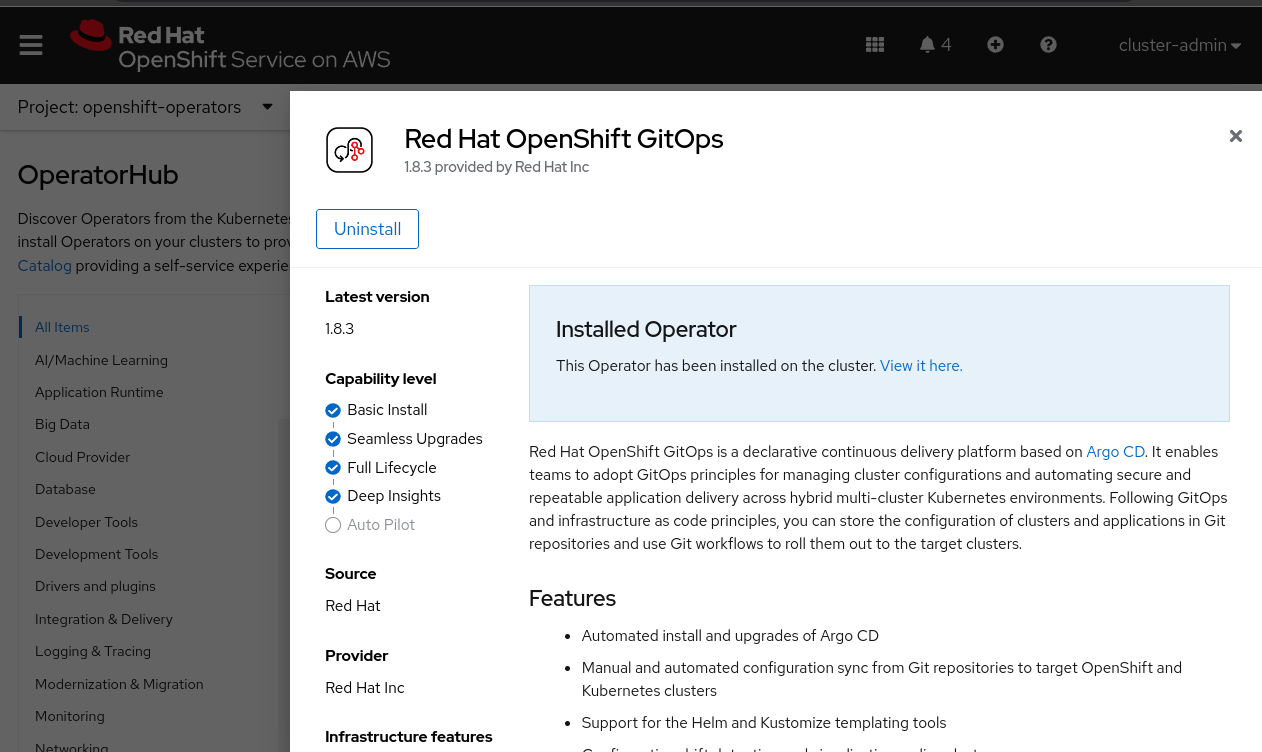 Red Hat
OpenShift Service on AWS
4
cluster-admin
Project: openshift-operators
OperatorHub
Discover Operators from the Kubernetes
install Operators on your clusters to
Catalog providing a self-service
All Items
AI/Machine Learning
Application Runtime
Big Data
Cloud Provider
Database
Developer Tools
Development Tools
Drivers and plugins
Integration & Delivery
Logging & Tracing
Modernization & Migration
Monitoring
Networking
Red Hat OpenShift GitOps
1.8.3 provided by Red Hat Inc
Uninstall
Latest version
1.8.3
Capability level
Basic Install
Seamless Upgrades
Full Lifecycle
Deep Insights
Auto Pilot
Source
Red Hat
Provider
Red Hat Inc
Infrastructure features
Installed Operator
This Operator has been installed on the cluster. View it here.
Red Hat OpenShift GitOps is a declarative continuous delivery platform based on Argo CD. It enables
teams to adopt GitOps principles for managing cluster configurations and automating secure and
repeatable application delivery across hybrid multi-cluster Kubernetes environments. Following GitOps
and infrastructure as code principles, you can store the configuration of clusters and applications in Git
repositories and use Git workflows to roll them out to the target clusters.
Features
• Automated install and upgrades of Argo CD
• Manual and automated configuration sync from Git repositories to target OpenShift and
Kubernetes clusters
• Support for the Helm and Kustomize templating tools